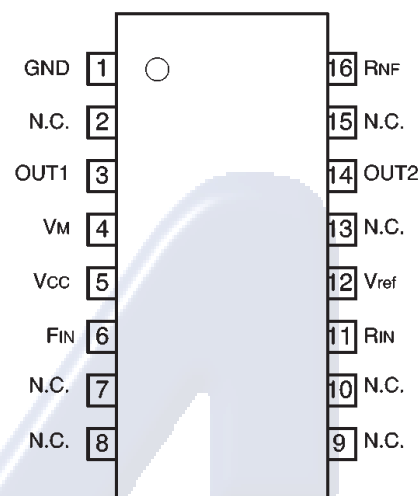 GND 1 16 RNF
N.C. 2 15 N.C.
OUT1 3 14 OUT2
VM 4 13 N.C.
VCC 5 12 Vref
FIN 6 11 RIN
N.C. 7 10 N.C.
N.C. 8 9 N.C.